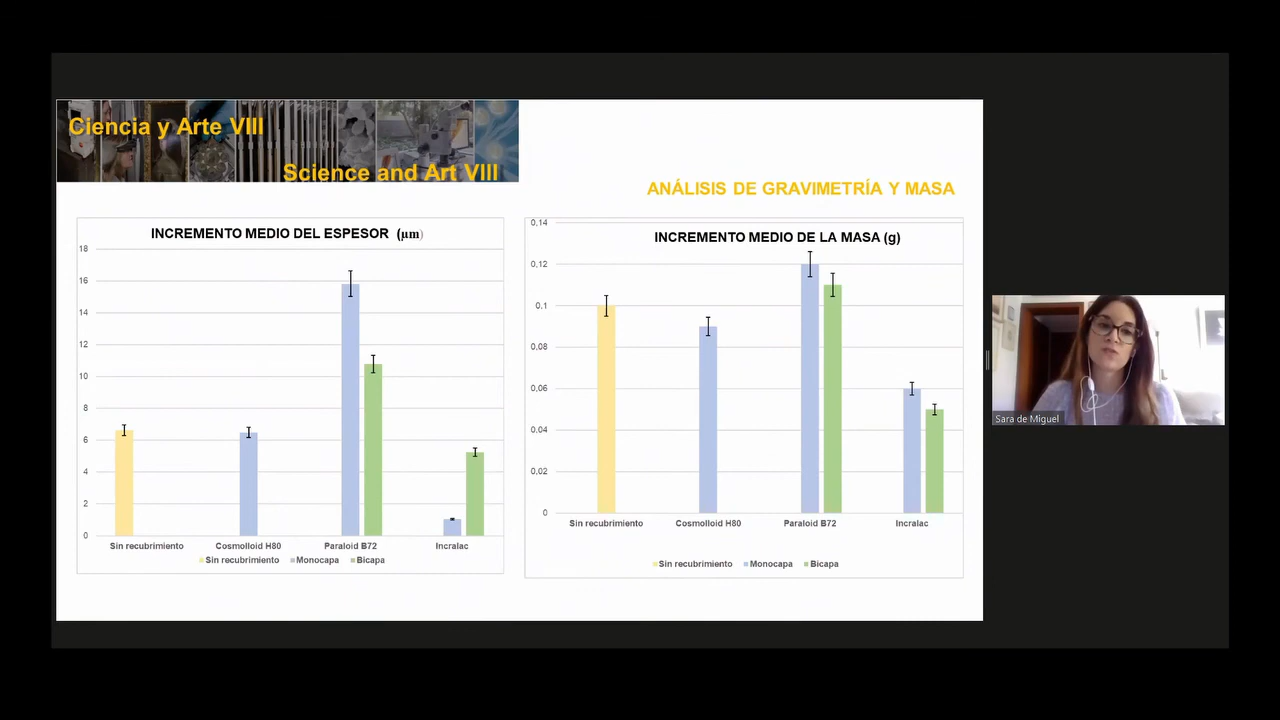 Ciencia y Arte VIII
Science and Art VIII
ANÁLISIS DE GRAVIMETRÍA Y MASA
INCREMENTO MEDIO DEL ESPESOR (µm)
18
16
14
12
10
8
6
4
2
0
Sin recubrimiento Cosmolloid H80 Paraloid B72 Incralac
Sin recubrimiento Monocapa Bicapa
INCREMENTO MEDIO DE LA MASA (g)
0,14
0,12
0,1
0,08
0,06
0,04
0,02
0
Sin recubrimiento Cosmolloid H80 Paraloid B72 Incralac
Sin recubrimiento Monocapa Bicapa
Sara de Miguel